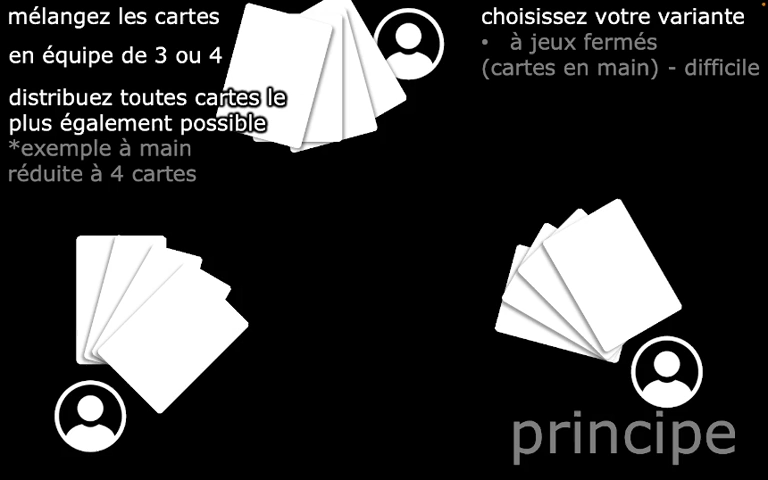 mélangez les cartes
en équipe de 3 ou 4
distribuez toutes cartes le
plus également possible
*exemple à main
réduite à 4 cartes
choisissez votre variante
• à jeux fermés
(cartes en main) - difficile
principe